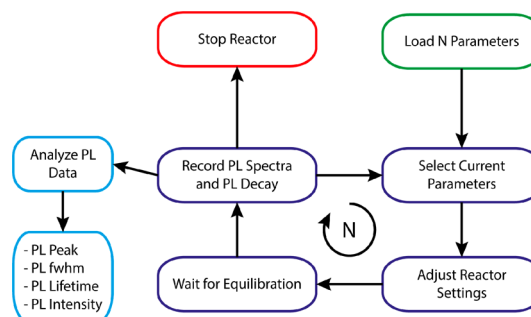 Stop Reactor
Load N Parameters
Analyze PL
Data
Record PL Spectra
and PL Decay
Select Current
Parameters
N
- PL Peak
- PL fwhm
- PL Lifetime
- PL Intensity
Wait for Equilibration
Adjust Reactor
Settings